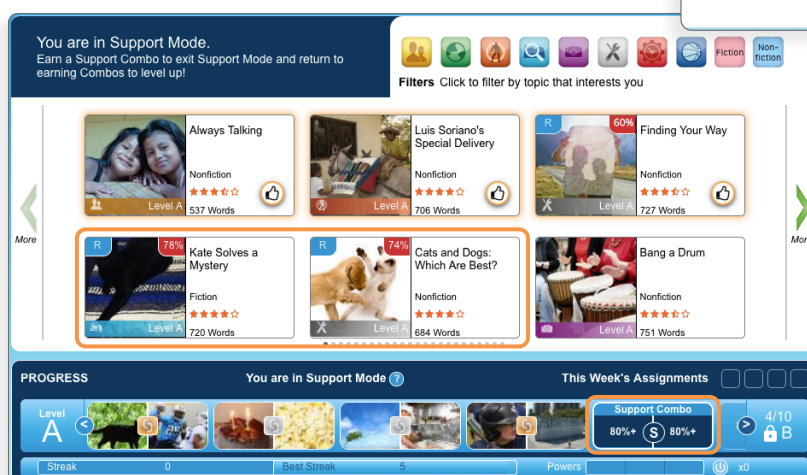 You are in Support Mode.
Earn a Support Combo to exit Support Mode and return to
earning Combos to level up!
Fiction
Non-
fiction
Filters Click to filter by topic that interests you
More
Level A
Always Talking
Nonfiction
537 Words
Level A
Luis Soriano's
Special Delivery
Nonfiction
706 Words
R
60%
Level A
Finding Your Way
Nonfiction
727 Words
R
78%
Level A
Kate Solves a
Mystery
Fiction
720 Words
R
74%
Level A
Cats and Dogs:
Which Are Best?
Nonfiction
684 Words
Level A
Bang a Drum
Nonfiction
751 Words
PROGRESS
You are in Support Mode ?
This Week's Assignments
Level
A
S
S
S
S
Support Combo
80%+ S 80%+
4/10
B
Streak
0
Best Streak
5
Powers
x0